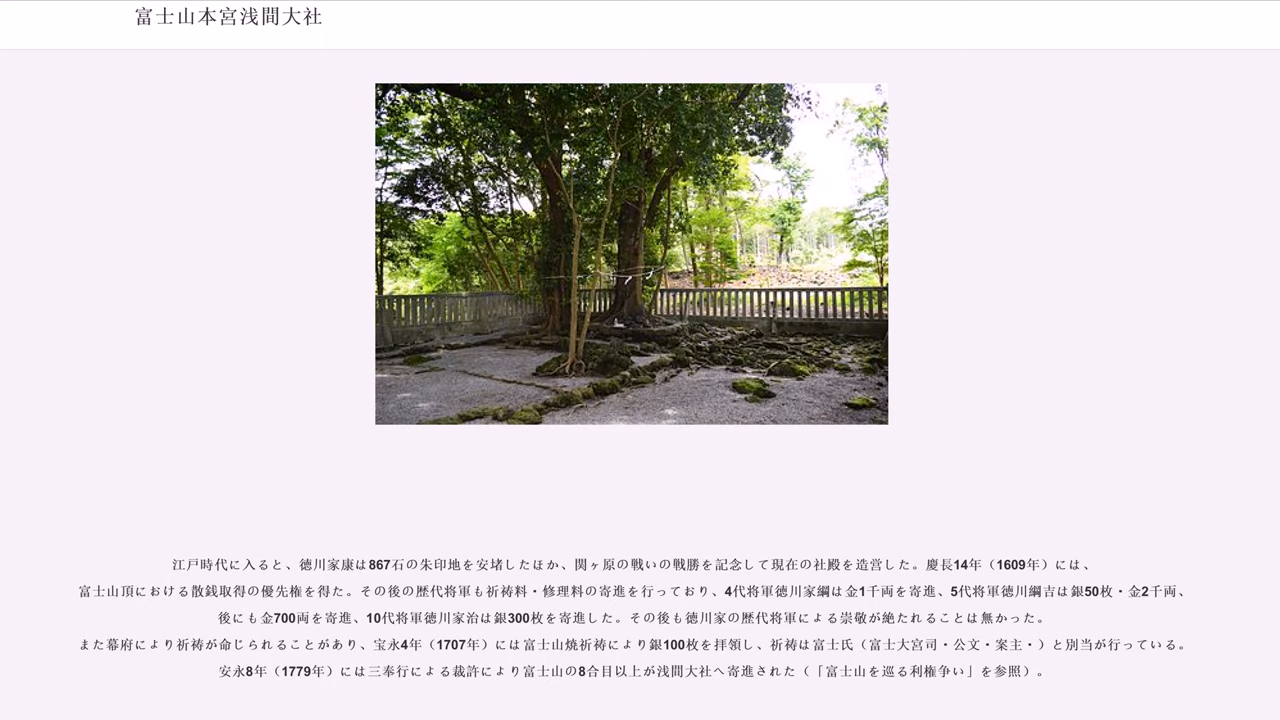 富士山本宮浅間大社
江戸時代に入ると、徳川家康は867石の朱印地を安堵したほか、関ヶ原の戦いの戦勝を記念して現在の社殿を造営した。慶長14年（1609年）には、
富士山頂における散銭取得の優先権を得た。その後の歴代将軍も祈祷料・修理料の寄進を行っており、4代将軍徳川家綱は金1千両を寄進、5代将軍徳川綱吉は銀50枚・金2千両、
後にも金700両を寄進、10代将軍徳川家治は銀300枚を寄進した。その後も徳川家の歴代将軍による崇敬が絶たれることは無かった。
また幕府により祈祷が命じられることがあり、宝永4年（1707年）には富士山焼祈祷により銀100枚を拝領し、祈祷は富士氏（富士大宮司・公文・案主・）と別当が行っている。
安永8年（1779年）には三奉行による裁許により富士山の8合目以上が浅間大社へ寄進された（「富士山を巡る利権争い」を参照）。